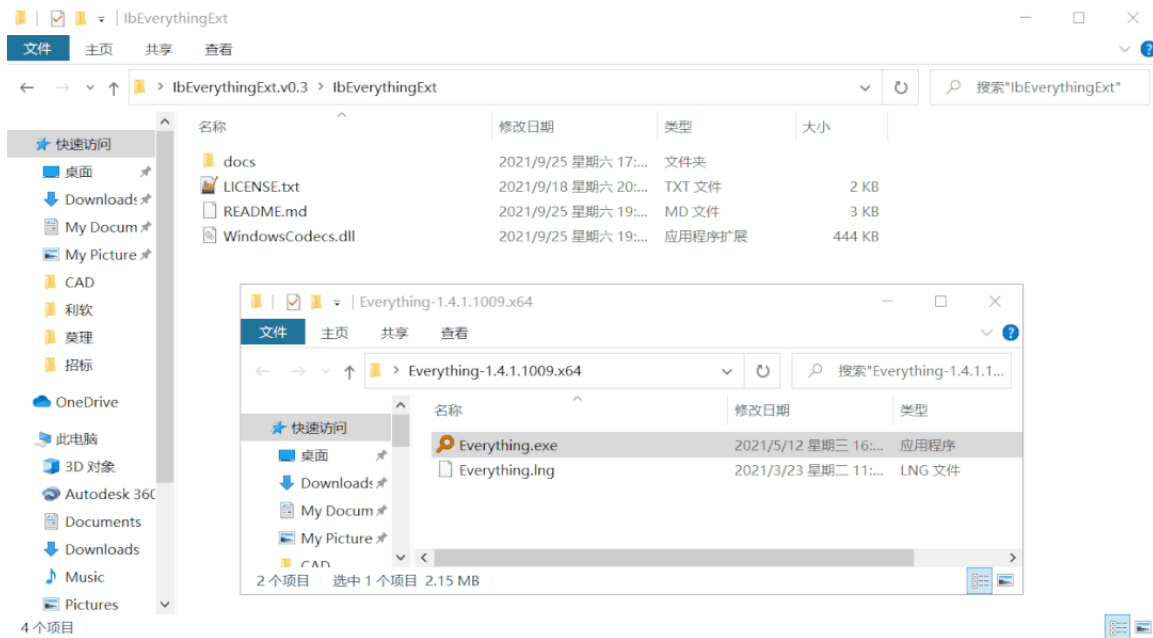 IbEverythingExt
文件 主页 共享 查看
IbEverythingExt.v0.3 > IbEverythingExt
搜索"IbEverythingExt"
名称 修改日期 类型 大小
docs 2021/9/25 星期六 17:... 文件夹
LICENSE.txt 2021/9/18 星期六 20:... TXT 文件 2 KB
README.md 2021/9/25 星期六 19:... MD 文件 3 KB
WindowsCodecs.dll 2021/9/25 星期六 19:... 应用程序扩展 444 KB
快速访问
桌面
Downloads
My Docum
My Picture
CAD
利软
莫理
招标
OneDrive
此电脑
3D 对象
Autodesk 360
Documents
Downloads
Music
Pictures
4 个项目
Everything-1.4.1.1009.x64
文件 主页 共享 查看
Everything-1.4.1.1009.x64
搜索"Everything-1.4.1.1...
名称 修改日期 类型
Everything.exe 2021/5/12 星期三 16:... 应用程序
Everything.lng 2021/3/23 星期二 11:... LNG 文件
快速访问
桌面
Downloads
My Docum
My Picture
CAD
2 个项目 选中 1 个项目 2.15 MB